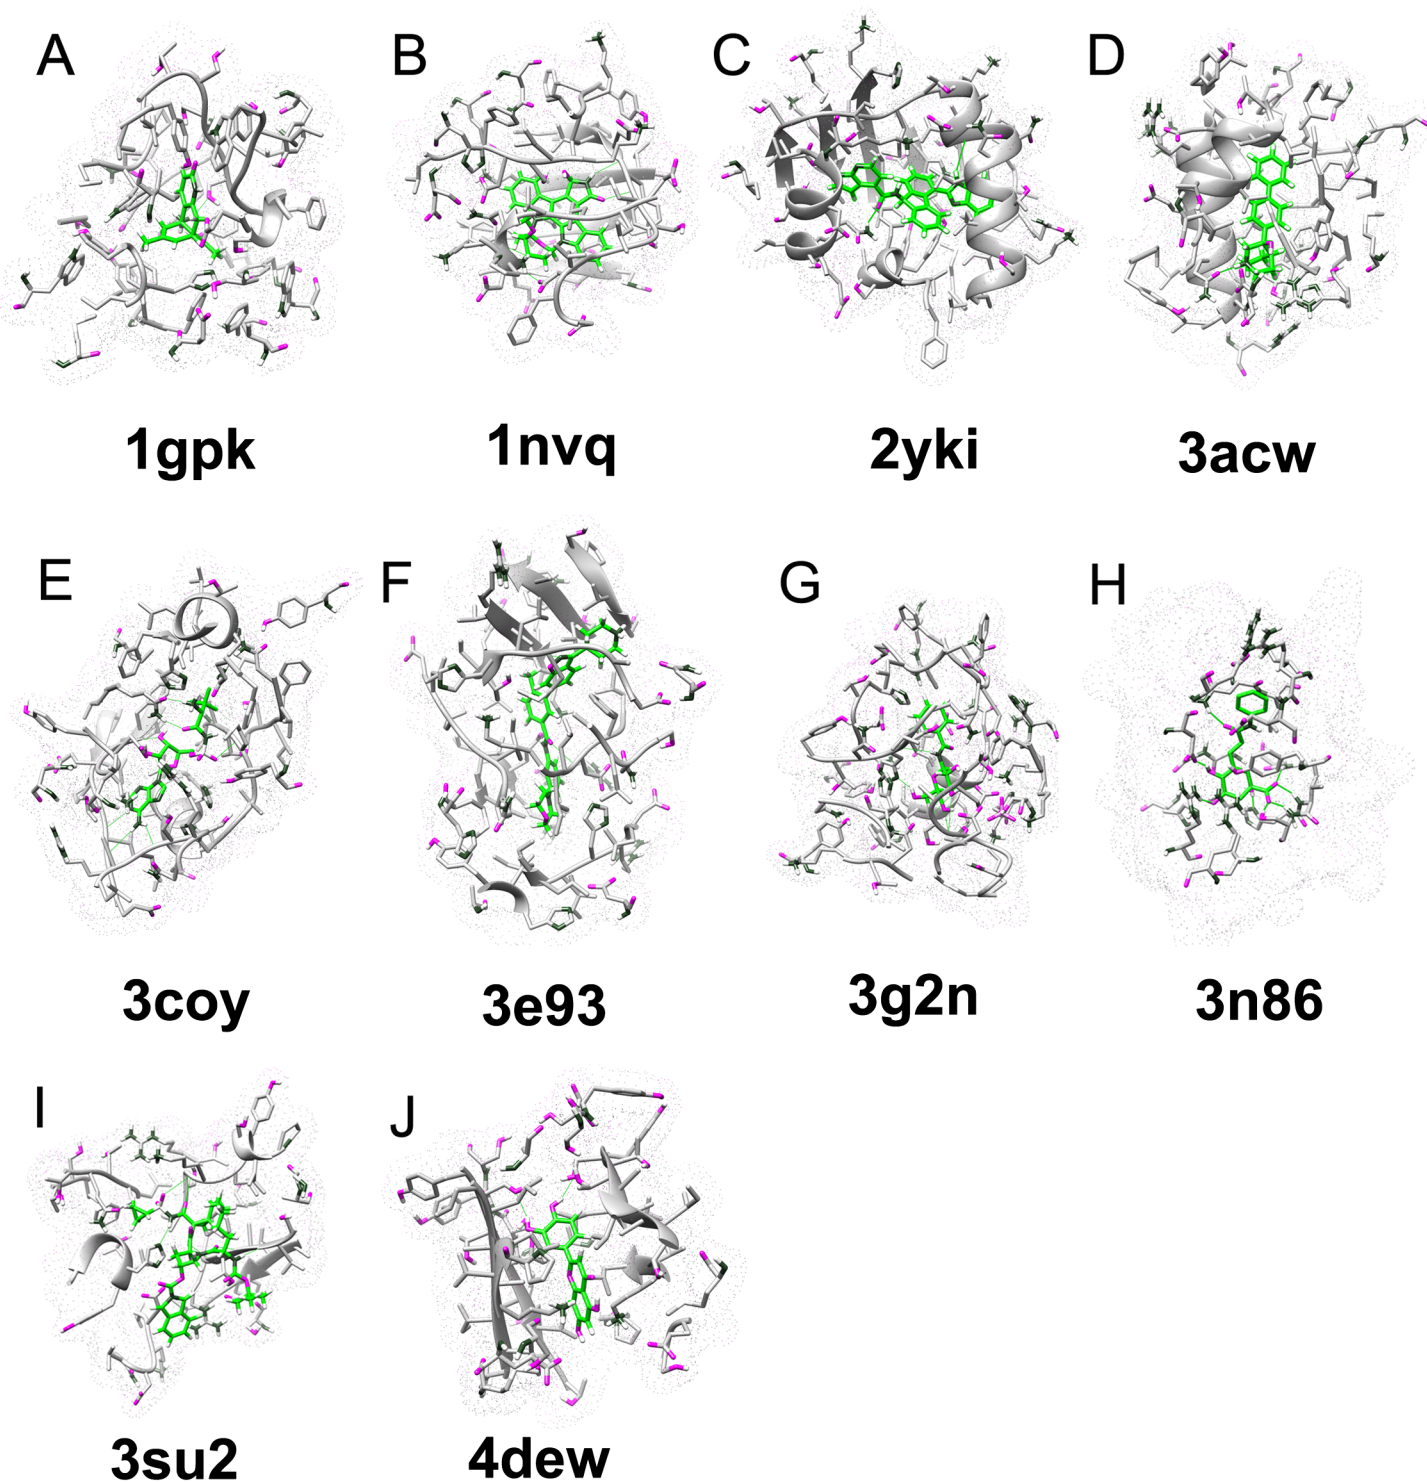 A B C D
1gpk 1nvq 2yki 3acw
E F G H
3coy 3e93 3g2n 3n86
I J
3su2 4dew